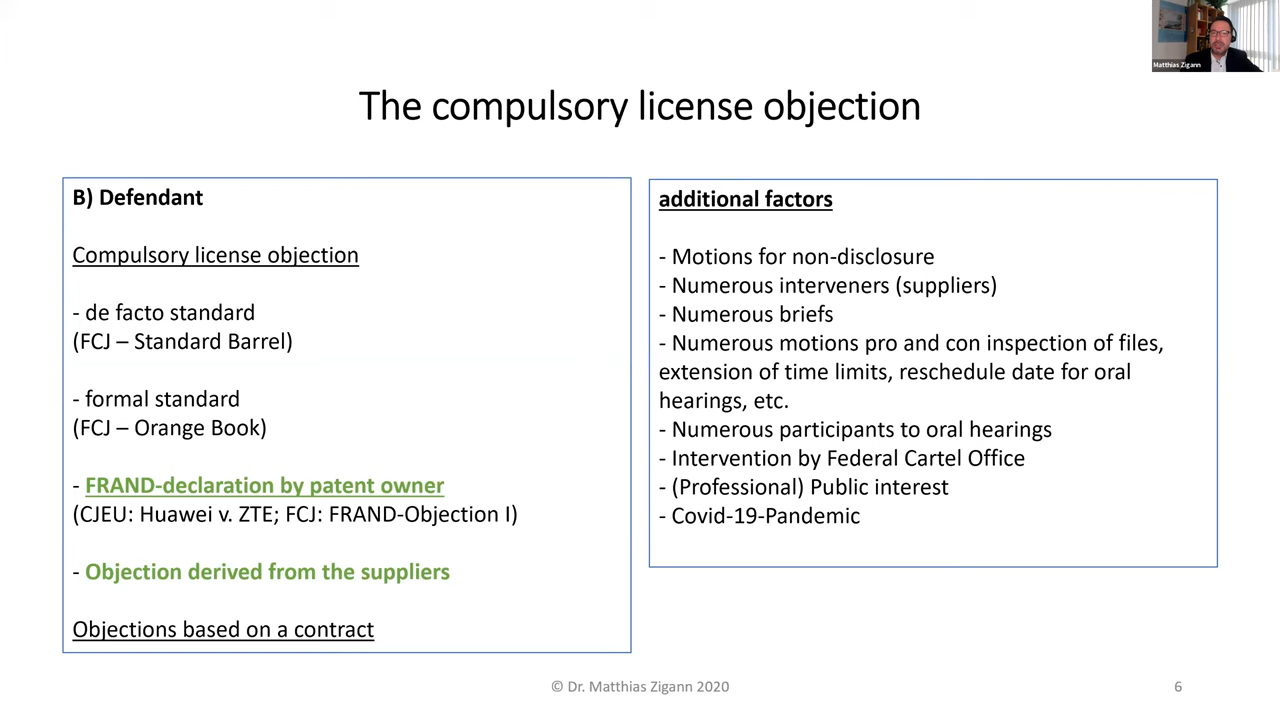 Matthias Zigann
The compulsory license objection
B) Defendant
Compulsory license objection
- de facto standard
(FCJ – Standard Barrel)
- formal standard
(FCJ – Orange Book)
- FRAND-declaration by patent owner
(CJEU: Huawei v. ZTE; FCJ: FRAND-Objection I)
- Objection derived from the suppliers
Objections based on a contract
additional factors
- Motions for non-disclosure
- Numerous interveners (suppliers)
- Numerous briefs
- Numerous motions pro and con inspection of files,
extension of time limits, reschedule date for oral
hearings, etc.
- Numerous participants to oral hearings
- Intervention by Federal Cartel Office
- (Professional) Public interest
- Covid-19-Pandemic
© Dr. Matthias Zigann 2020
6